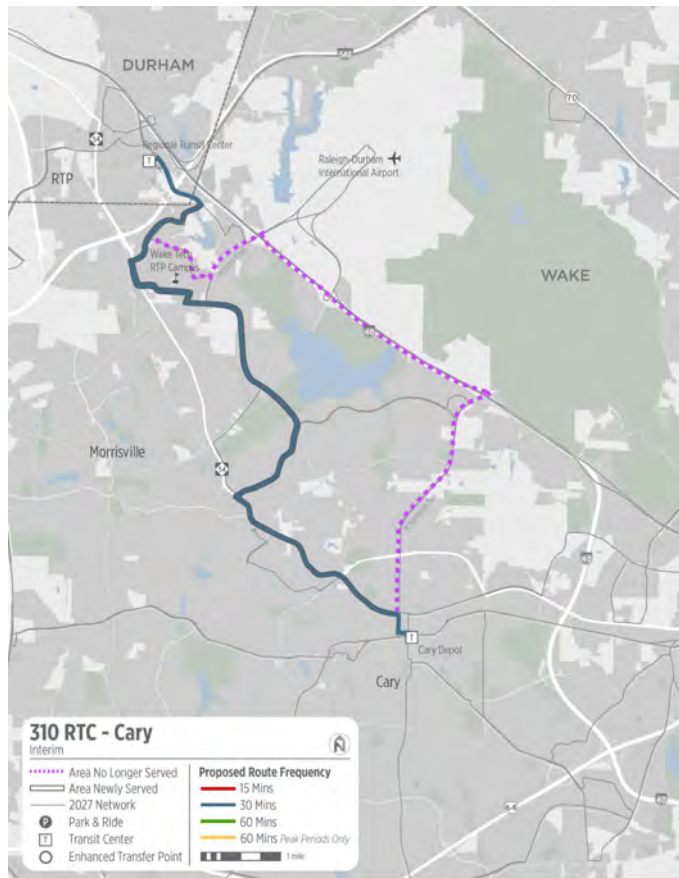 DURHAM
70
54
Regional Transit Center
T
Raleigh-Durham
International Airport
RTP
Wake Tech
RTP Campus
WAKE
40
Morrisville
54
40
T
Cary Depot
Cary
64
310 RTC - Cary
Interim
N
Area No Longer Served
Area Newly Served
2027 Network
P Park & Ride
T Transit Center
Enhanced Transfer Point
Proposed Route Frequency
15 Mins
30 Mins
60 Mins
60 Mins Peak Periods Only
1 mile